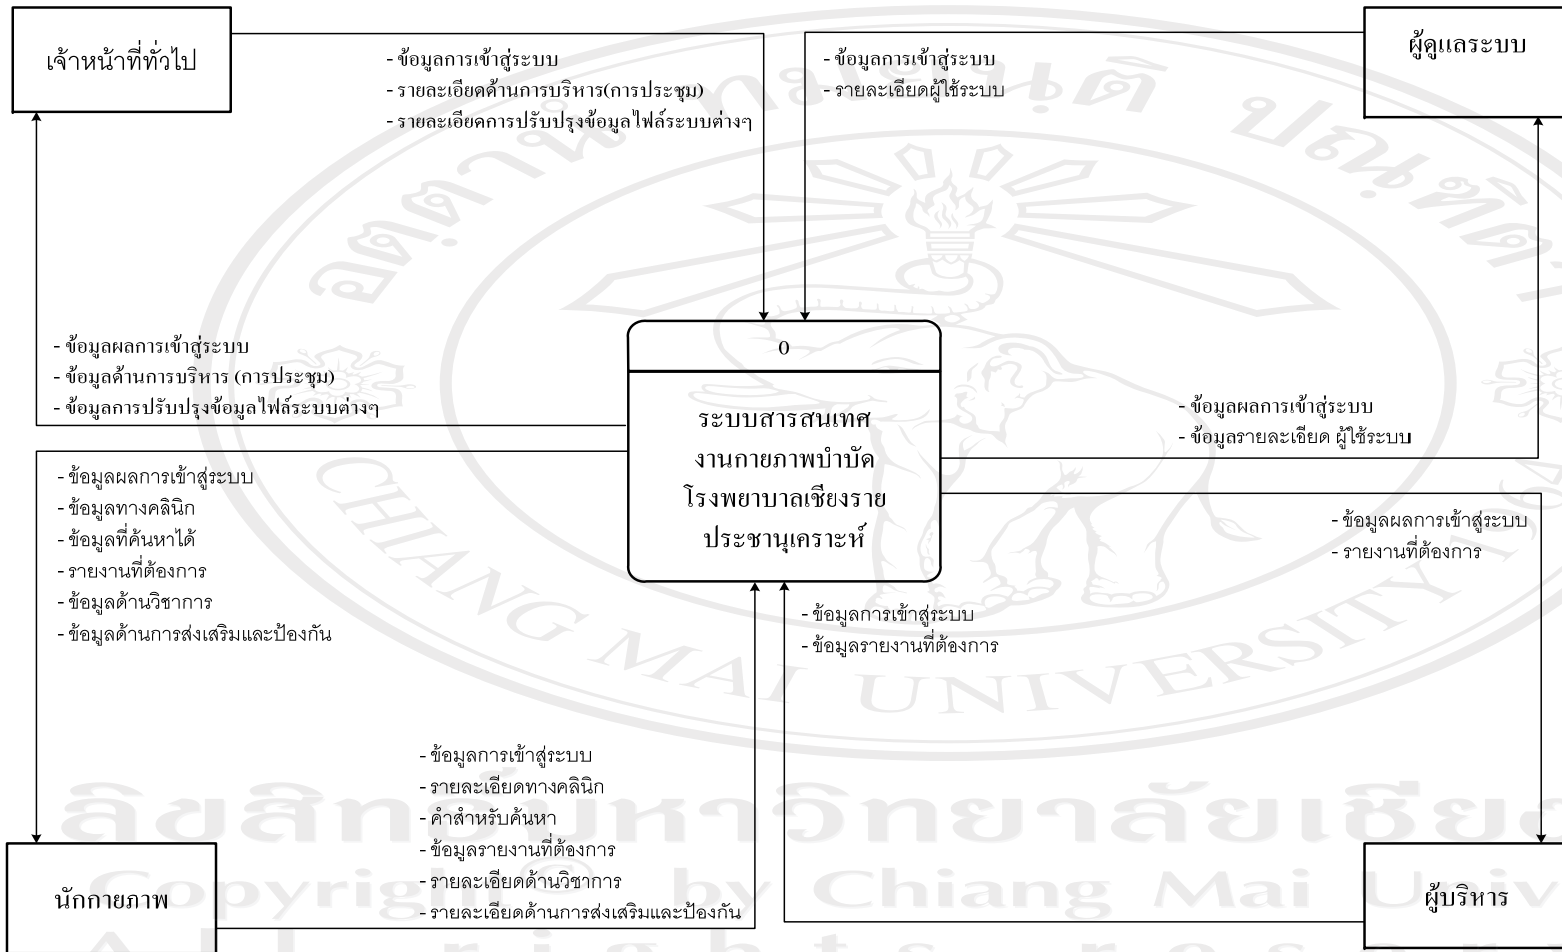 เจ้าหน้าที่ทั่วไป
- ข้อมูลการเข้าสู่ระบบ
- รายละเอียดด้านการบริหาร(การประชุม)
- รายละเอียดการปรับปรุงข้อมูลไฟล์ระบบต่างๆ
- ข้อมูลการเข้าสู่ระบบ
- รายละเอียดผู้ใช้ระบบ
ผู้ดูแลระบบ
- ข้อมูลผลการเข้าสู่ระบบ
- ข้อมูลด้านการบริหาร (การประชุม)
- ข้อมูลการปรับปรุงข้อมูลไฟล์ระบบต่างๆ
0
ระบบสารสนเทศ
งานกายภาพบำบัด
โรงพยาบาลเชียงราย
ประชานุเคราะห์
- ข้อมูลผลการเข้าสู่ระบบ
- ข้อมูลรายละเอียด ผู้ใช้ระบบ
- ข้อมูลผลการเข้าสู่ระบบ
- ข้อมูลทางคลินิก
- ข้อมูลที่ค้นหาได้
- รายงานที่ต้องการ
- ข้อมูลด้านวิชาการ
- ข้อมูลด้านการส่งเสริมและป้องกัน
- ข้อมูลผลการเข้าสู่ระบบ
- รายงานที่ต้องการ
- ข้อมูลการเข้าสู่ระบบ
- ข้อมูลรายงานที่ต้องการ
- ข้อมูลการเข้าสู่ระบบ
- รายละเอียดทางคลินิก
- คำสำหรับค้นหา
- ข้อมูลรายงานที่ต้องการ
- รายละเอียดด้านวิชาการ
- รายละเอียดด้านการส่งเสริมและป้องกัน
นักกายภาพ
ผู้บริหาร
CHIANG MAI UNIVERSITY 1964
Copyright © by Chiang Mai Univ